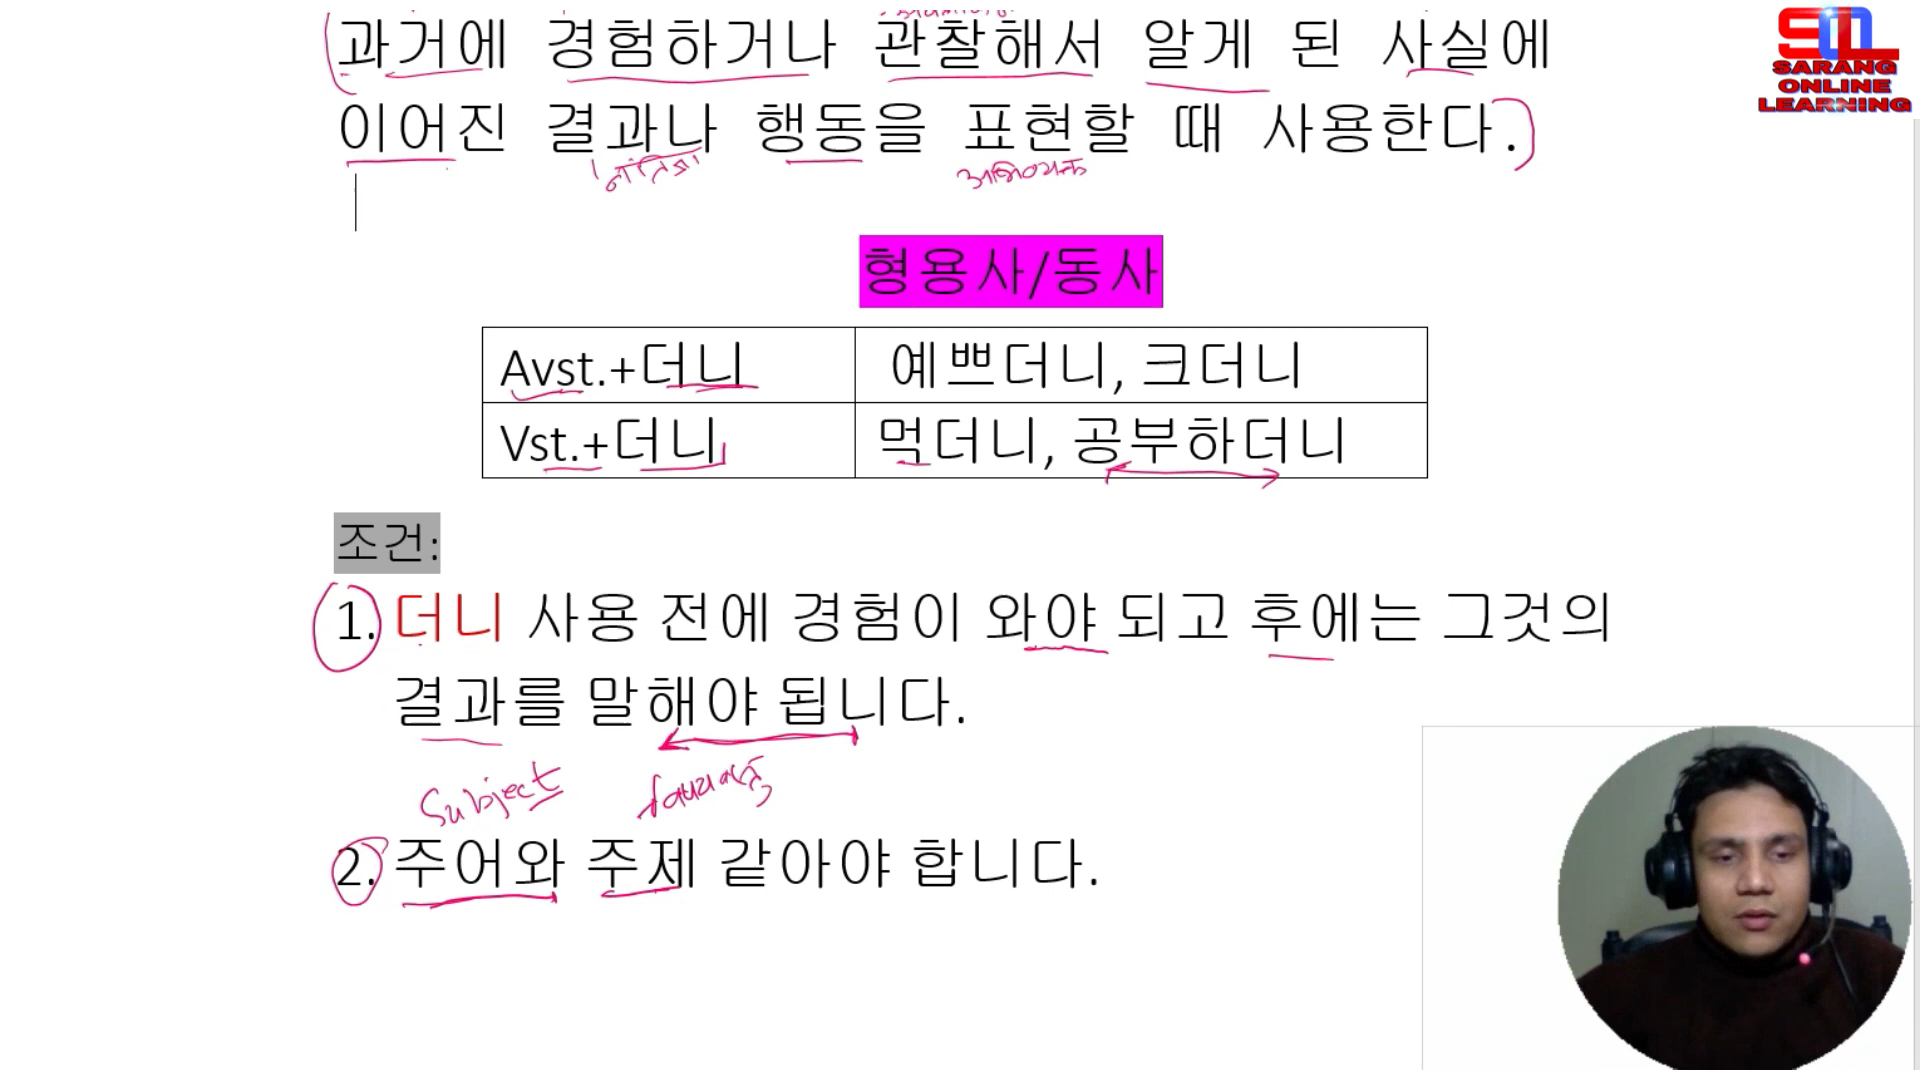 과거에 경험하거나 관찰해서 알게 된 사실에
이어진 결과나 행동을 표현할 때 사용한다.
형용사/동사
Avst.+더니 예쁘더니, 크더니
Vst.+더니 먹더니, 공부하더니
조건:
1. 더니 사용 전에 경험이 와야 되고 후에는 그것의
결과를 말해야 됩니다.
Subject
2. 주어와 주제 같아야 합니다.
SOL
SARANG
ONLINE
LEARNING